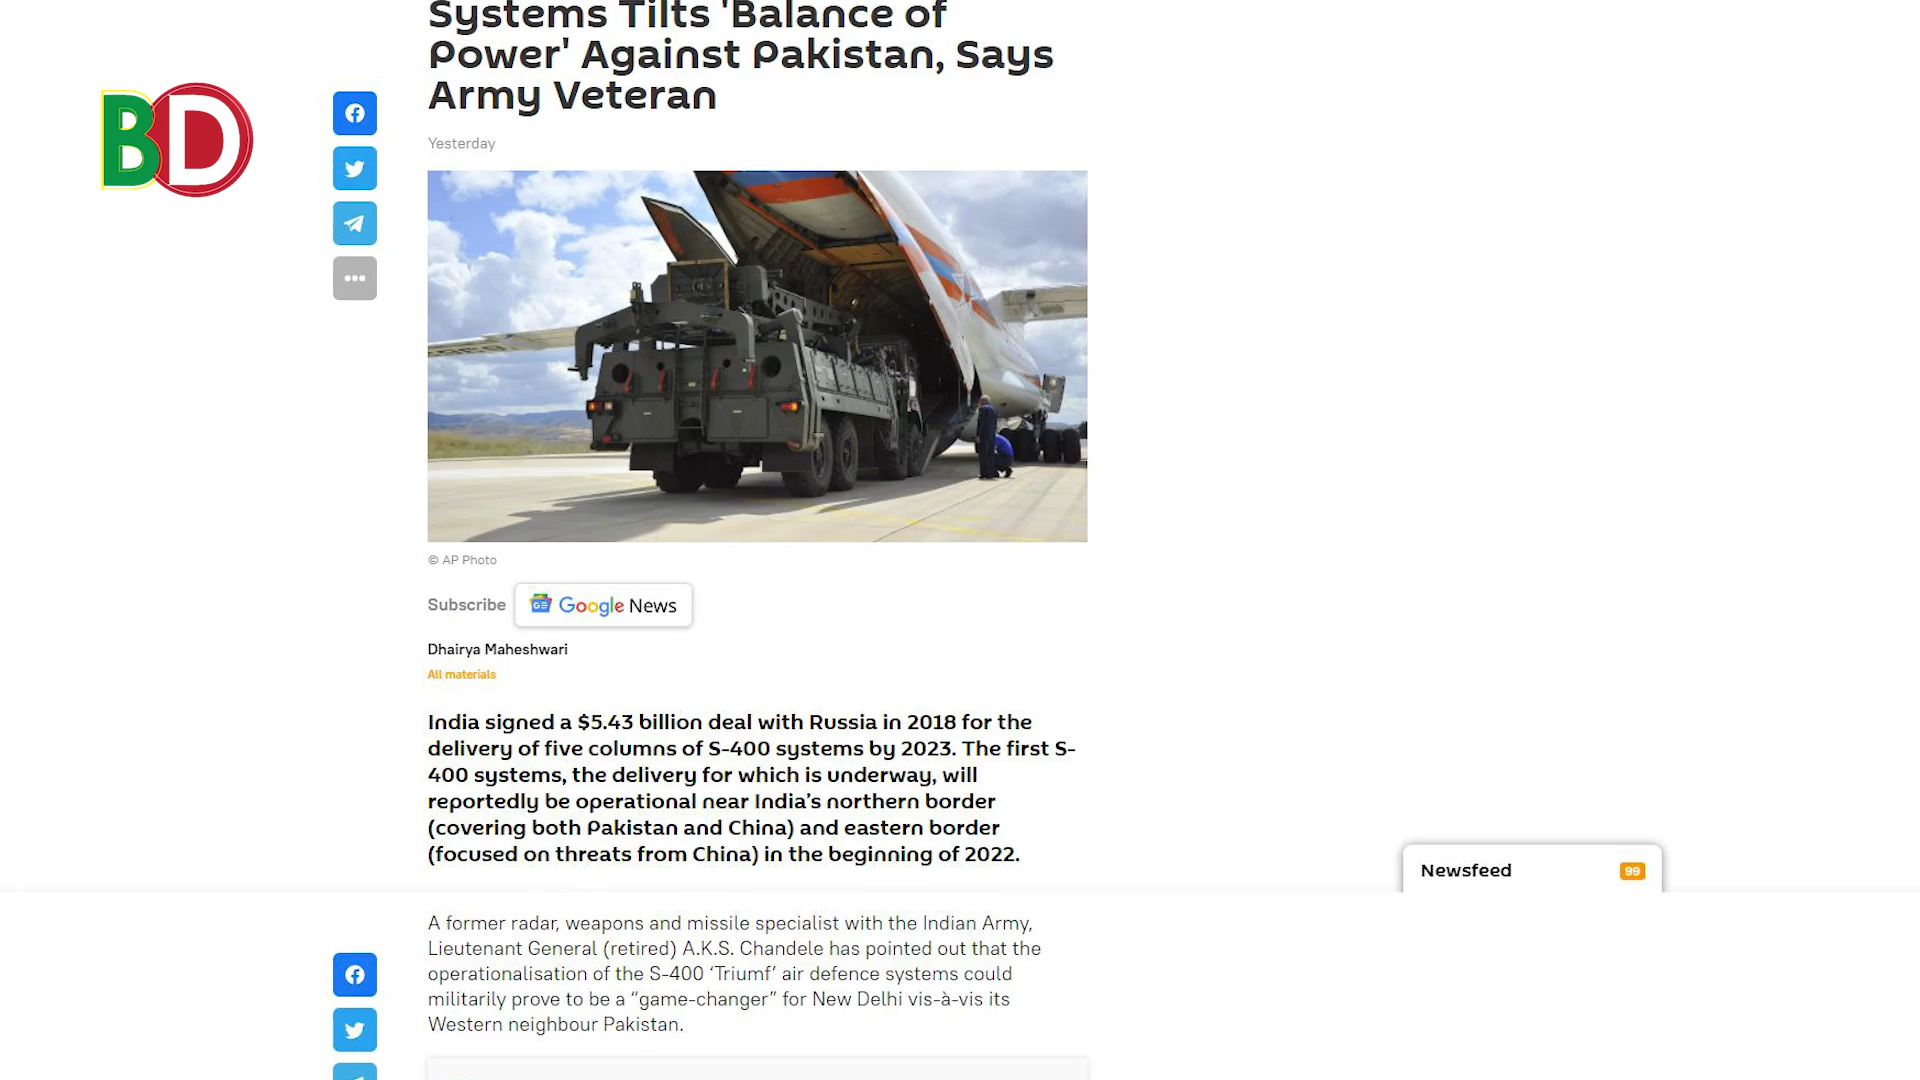 Systems Tilts 'Balance of
Power' Against Pakistan, Says
Army Veteran
BD
Yesterday
© AP Photo
Subscribe
GE Google News
Dhairya Maheshwari
All materials
India signed a $5.43 billion deal with Russia in 2018 for the
delivery of five columns of S-400 systems by 2023. The first S-
400 systems, the delivery for which is underway, will
reportedly be operational near India’s northern border
(covering both Pakistan and China) and eastern border
(focused on threats from China) in the beginning of 2022.
Newsfeed 99
A former radar, weapons and missile specialist with the Indian Army,
Lieutenant General (retired) A.K.S. Chandele has pointed out that the
operationalisation of the S-400 ‘Triumf’ air defence systems could
militarily prove to be a “game-changer” for New Delhi vis-à-vis its
Western neighbour Pakistan.